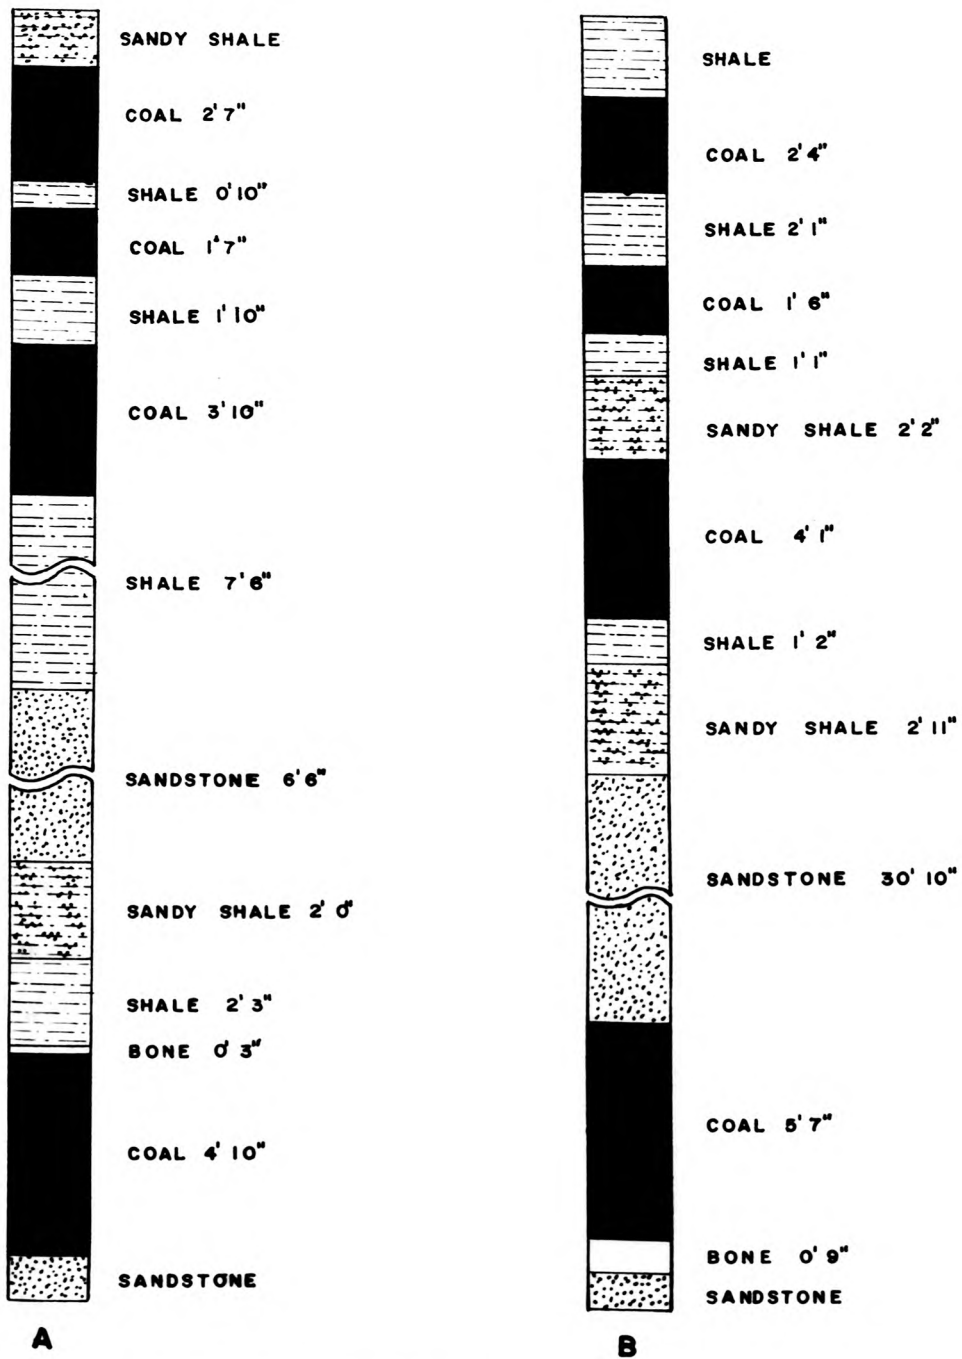 SANDY SHALE
COAL 2' 7"
SHALE 0' 10"
COAL 1' 7"
SHALE 1' 10"
COAL 3' 10"
SHALE 7' 6"
SANDSTONE 6' 6"
SANDY SHALE 2' 0"
SHALE 2' 3"
BONE 0' 3"
COAL 4' 10"
SANDSTONE
A
SHALE
COAL 2' 4"
SHALE 2' 1"
COAL 1' 6"
SHALE 1' 1"
SANDY SHALE 2' 2"
COAL 4' 1"
SHALE 1' 2"
SANDY SHALE 2' 11"
SANDSTONE 30' 10"
COAL 5' 7"
BONE 0' 9"
SANDSTONE
B